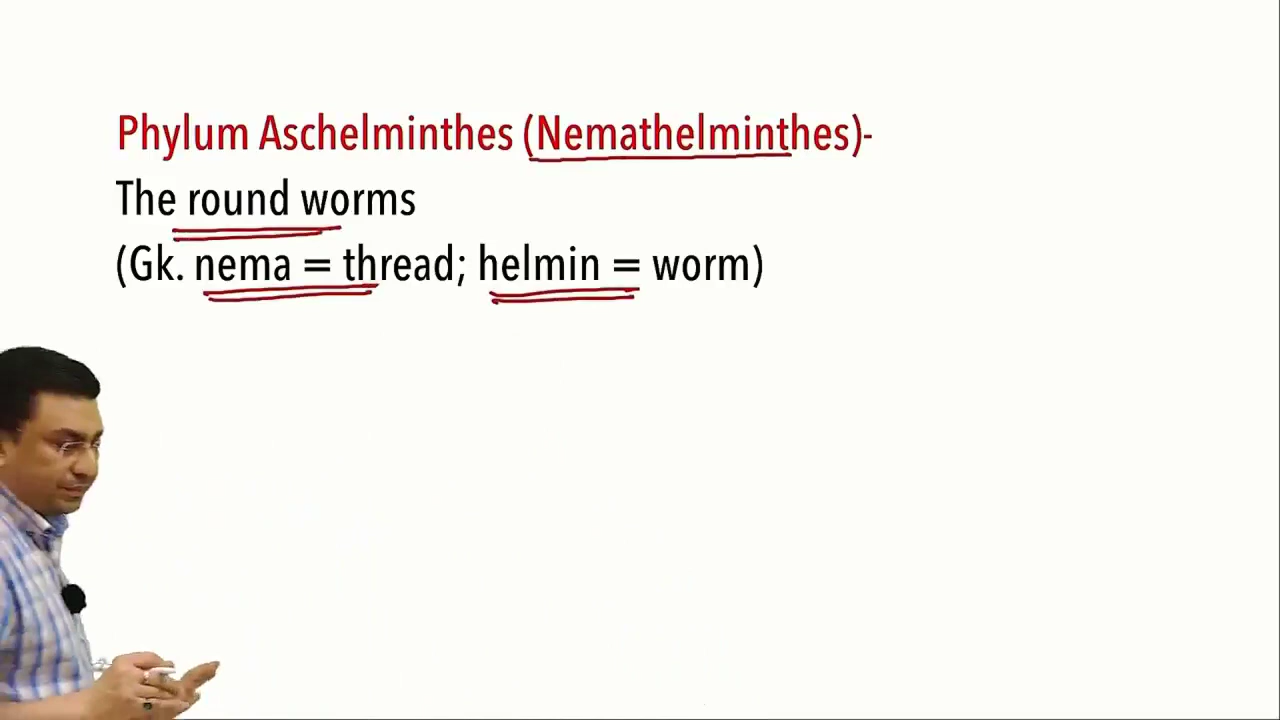 Phylum Aschelminthes (Nemathelminthes)-
The round worms
(Gk. nema = thread; helmin = worm)